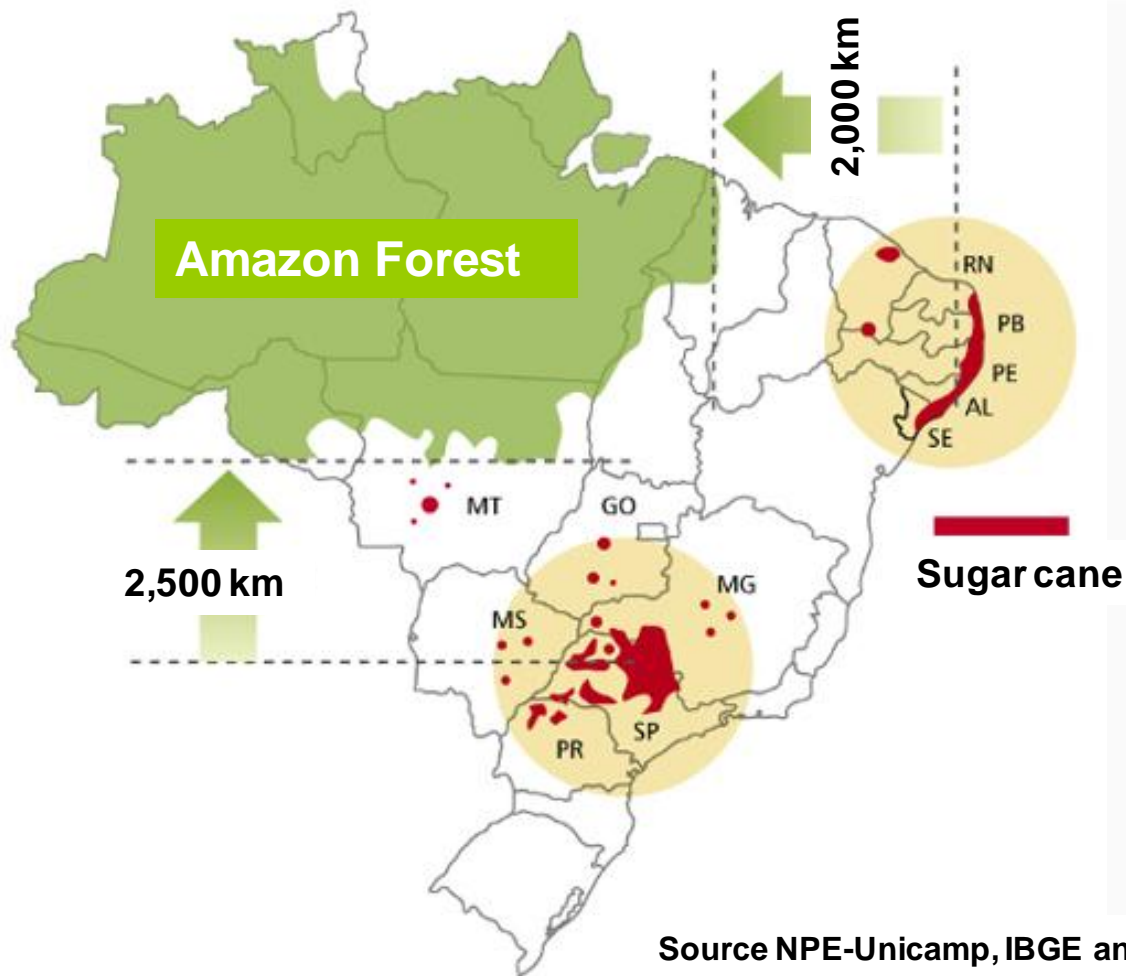 2,000 km
Amazon Forest
RN
PB
PE
AL
SE
MT
GO
2,500 km
Sugar cane
MG
MS
SP
PR
Source NPE-Unicamp, IBGE an